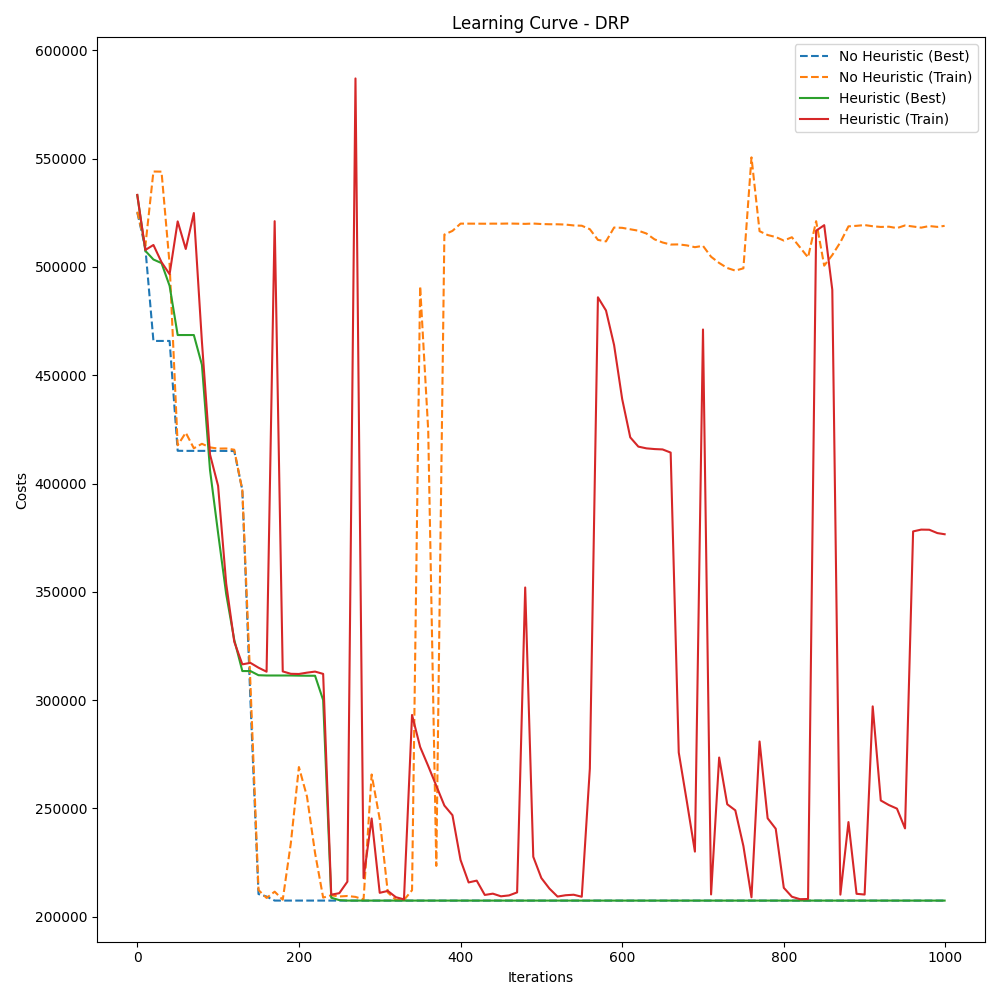 Learning Curve - DRP
No Heuristic (Best)
No Heuristic (Train)
Heuristic (Best)
Heuristic (Train)
600000
550000
500000
450000
400000
350000
300000
250000
200000
Costs
0 200 400 600 800 1000
Iterations